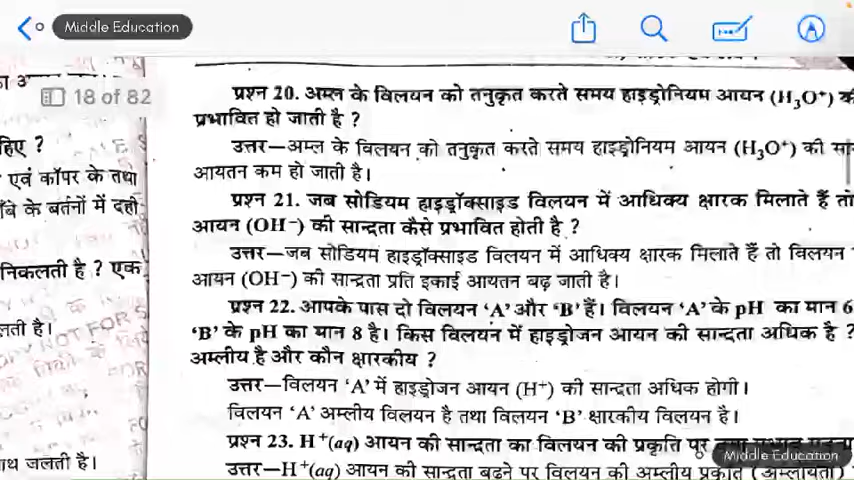 Middle Education
18 of 82
हिए ?
एवं कॉपर के तथा
बे के बर्तनों में दही
निकलती है ? एक
लती है।
ाथ जलती है।
प्रश्न 20. अम्ल के विलयन को तनुकृत करते समय हाइड्रोनियम आयन (H₃O⁺)
प्रभावित हो जाती है ?
उत्तर—अम्ल के विलयन को तनुकृत करते समय हाइड्रोनियम आयन (H₃O⁺) की सान
आयतन कम हो जाती है।
प्रश्न 21. जब सोडियम हाइड्रॉक्साइड विलयन में आधिक्य क्षारक मिलाते हैं तो
आयन (OH⁻) की सान्द्रता कैसे प्रभावित होती है ?
उत्तर—जब सोडियम हाइड्रॉक्साइड विलयन में आधिक्य क्षारक मिलाते हैं तो विलयन
आयन (OH⁻) की सान्द्रता प्रति इकाई आयतन बढ़ जाती है।
प्रश्न 22. आपके पास दो विलयन ‘A’ और ‘B’ हैं। विलयन ‘A’ के pH का मान 6
‘B’ के pH का मान 8 है। किस विलयन में हाइड्रोजन आयन की सान्द्रता अधिक है ?
अम्लीय है और कौन क्षारकीय ?
उत्तर—विलयन ‘A’ में हाइड्रोजन आयन (H⁺) की सान्द्रता अधिक होगी।
विलयन ‘A’ अम्लीय विलयन है तथा विलयन ‘B’ क्षारकीय विलयन है।
प्रश्न 23. H⁺(aq) आयन की सान्द्रता का विलयन की प्रकृति पर
Middle Education
उत्तर—H⁺(aq) आयन की सान्द्रता बढ़ने पर विलयन की अम्लीय प्रकृति (अम्लीयता)